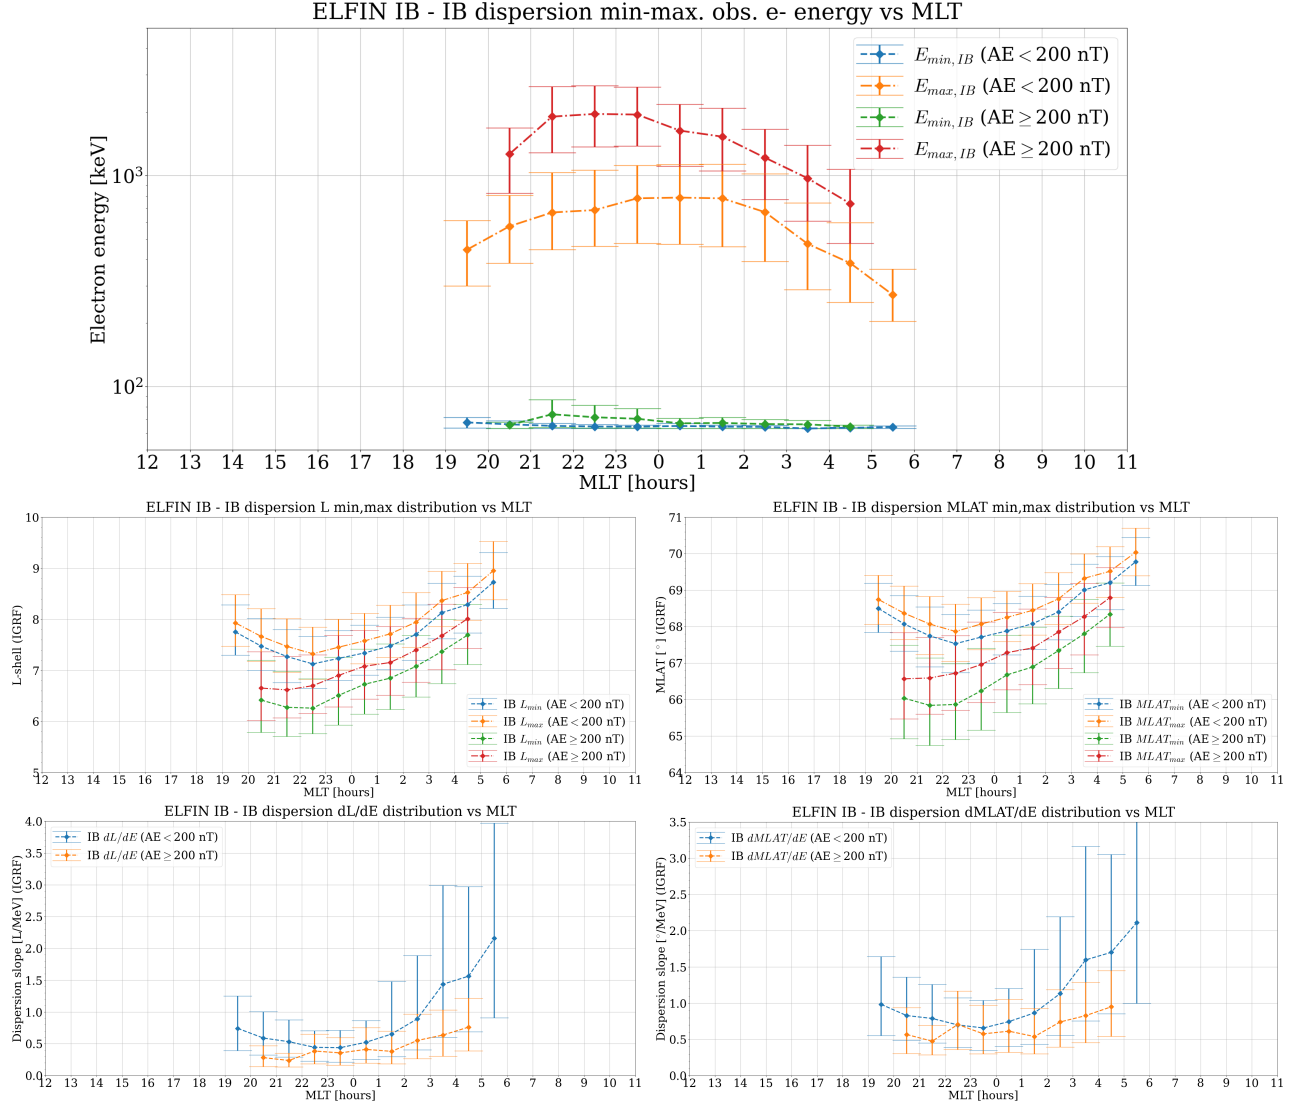 ELFIN IB - IB dispersion min-max. obs. e- energy vs MLT
Electron energy [keV]
10³
10²
E_min,IB (AE < 200 nT)
E_max,IB (AE < 200 nT)
E_min,IB (AE ≥ 200 nT)
E_max,IB (AE ≥ 200 nT)
12 13 14 15 16 17 18 19 20 21 22 23 0 1 2 3 4 5 6 7 8 9 10 11
MLT [hours]
ELFIN IB - IB dispersion L min,max distribution vs MLT
L-shell (IGRF)
10
9
8
7
6
5
IB L_min (AE < 200 nT)
IB L_max (AE < 200 nT)
IB L_min (AE ≥ 200 nT)
IB L_max (AE ≥ 200 nT)
12 13 14 15 16 17 18 19 20 21 22 23 0 1 2 3 4 5 6 7 8 9 10 11
MLT [hours]
ELFIN IB - IB dispersion MLAT min,max distribution vs MLT
MLAT [°] (IGRF)
71
70
69
68
67
66
65
64
IB MLAT_min (AE < 200 nT)
IB MLAT_max (AE < 200 nT)
IB MLAT_min (AE ≥ 200 nT)
IB MLAT_max (AE ≥ 200 nT)
12 13 14 15 16 17 18 19 20 21 22 23 0 1 2 3 4 5 6 7 8 9 10 11
MLT [hours]
ELFIN IB - IB dispersion dL/dE distribution vs MLT
Dispersion slope [L/MeV] (IGRF)
4.0
3.5
3.0
2.5
2.0
1.5
1.0
0.5
0.0
IB dL/dE (AE < 200 nT)
IB dL/dE (AE ≥ 200 nT)
12 13 14 15 16 17 18 19 20 21 22 23 0 1 2 3 4 5 6 7 8 9 10 11
MLT [hours]
ELFIN IB - IB dispersion dMLAT/dE distribution vs MLT
Dispersion slope [°/MeV] (IGRF)
3.5
3.0
2.5
2.0
1.5
1.0
0.5
0.0
IB dMLAT/dE (AE < 200 nT)
IB dMLAT/dE (AE ≥ 200 nT)
12 13 14 15 16 17 18 19 20 21 22 23 0 1 2 3 4 5 6 7 8 9 10 11
MLT [hours]